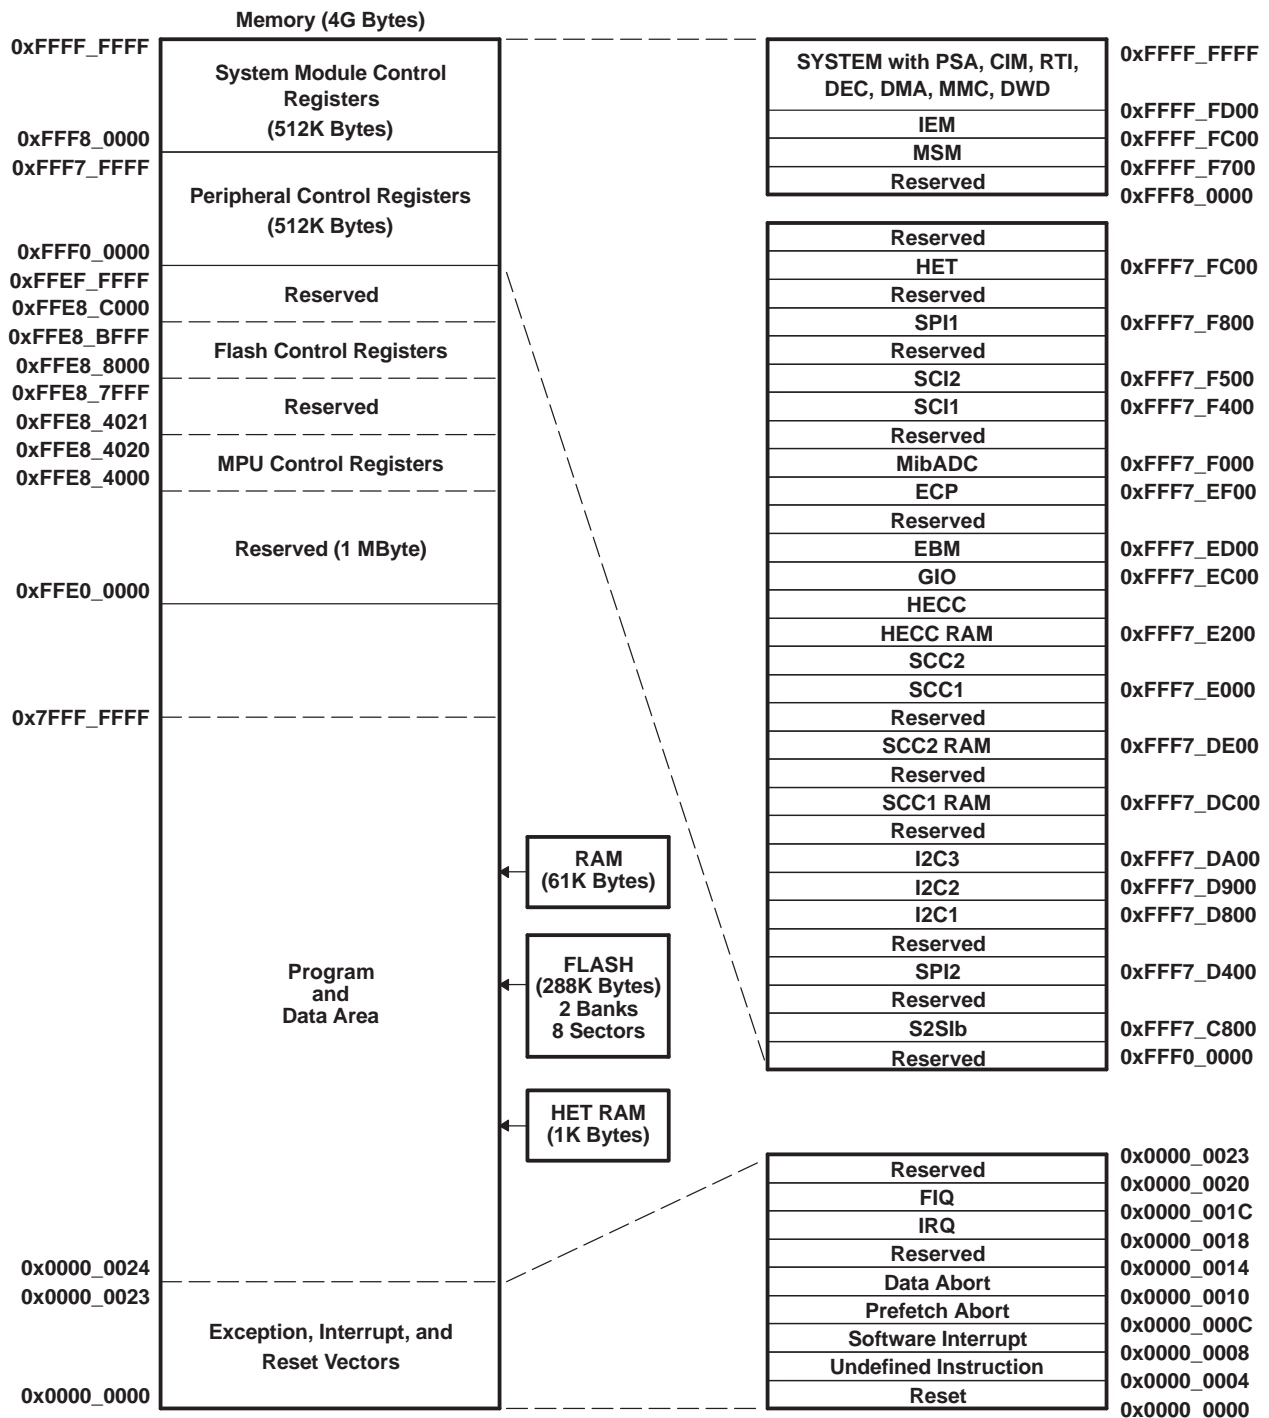 Memory (4G Bytes)
0xFFFF_FFFF
System Module Control
Registers
(512K Bytes)
0xFFF8_0000
0xFFF7_FFFF
Peripheral Control Registers
(512K Bytes)
0xFFF0_0000
0xFFEF_FFFF
Reserved
0xFFE8_C000
0xFFE8_BFFF
Flash Control Registers
0xFFE8_8000
0xFFE8_7FFF
Reserved
0xFFE8_4021
0xFFE8_4020
MPU Control Registers
0xFFE8_4000
Reserved (1 MByte)
0xFFE0_0000
0x7FFF_FFFF
Program
and
Data Area
0x0000_0024
0x0000_0023
Exception, Interrupt, and
Reset Vectors
0x0000_0000
RAM
(61K Bytes)
FLASH
(288K Bytes)
2 Banks
8 Sectors
HET RAM
(1K Bytes)
SYSTEM with PSA, CIM, RTI,
DEC, DMA, MMC, DWD
0xFFFF_FFFF
0xFFFF_FD00
IEM
0xFFFF_FC00
MSM
0xFFFF_F700
Reserved
0xFFF8_0000
Reserved
HET 0xFFF7_FC00
Reserved
SPI1 0xFFF7_F800
Reserved
SCI2 0xFFF7_F500
SCI1 0xFFF7_F400
Reserved
MibADC 0xFFF7_F000
ECP 0xFFF7_EF00
Reserved
EBM 0xFFF7_ED00
GIO 0xFFF7_EC00
HECC
HECC RAM 0xFFF7_E200
SCC2
SCC1 0xFFF7_E000
Reserved
SCC2 RAM 0xFFF7_DE00
Reserved
SCC1 RAM 0xFFF7_DC00
Reserved
I2C3 0xFFF7_DA00
I2C2 0xFFF7_D900
I2C1 0xFFF7_D800
Reserved
SPI2 0xFFF7_D400
Reserved
S2SIb 0xFFF7_C800
Reserved 0xFFF0_0000
0x0000_0023
Reserved
0x0000_0020
FIQ
0x0000_001C
IRQ
0x0000_0018
Reserved
0x0000_0014
Data Abort
0x0000_0010
Prefetch Abort
0x0000_000C
Software Interrupt
0x0000_0008
Undefined Instruction
0x0000_0004
Reset
0x0000_0000